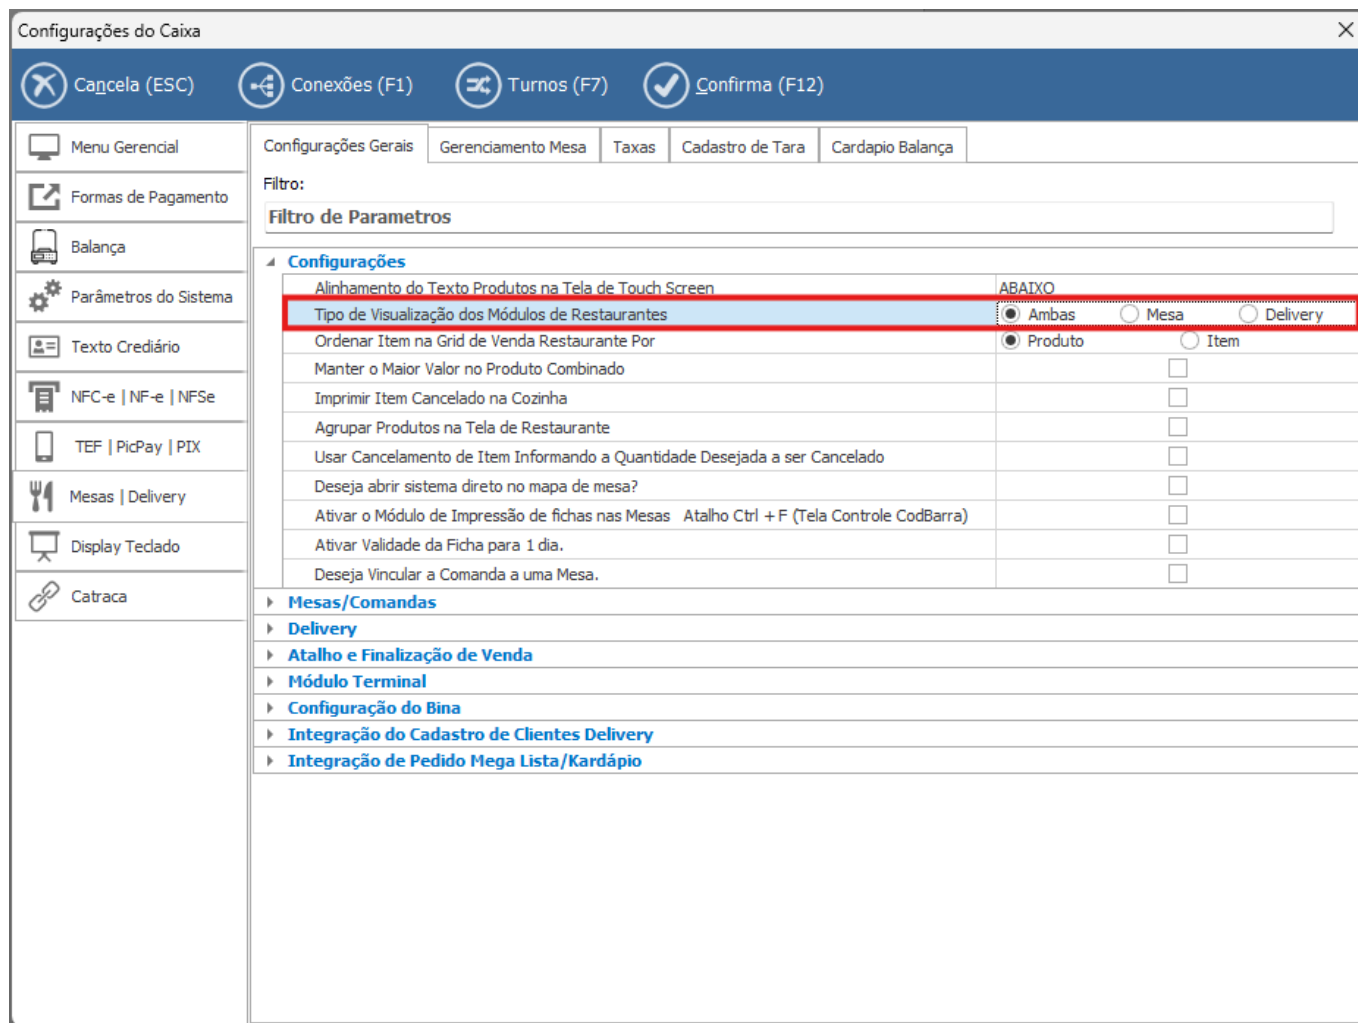 Configurações do Caixa
Cancela (ESC)
Conexões (F1)
Turnos (F7)
Confirma (F12)
Menu Gerencial
Formas de Pagamento
Balança
Parâmetros do Sistema
Texto Crediário
NFC-e | NF-e | NFSe
TEF | PicPay | PIX
Mesas | Delivery
Display Teclado
Catraca
Configurações Gerais
Gerenciamento Mesa
Taxas
Cadastro de Tara
Cardapio Balança
Filtro:
Filtro de Parametros
Configurações
Alinhamento do Texto Produtos na Tela de Touch Screen ABAIXO
Tipo de Visualização dos Módulos de Restaurantes Ambas Mesa Delivery
Ordenar Item na Grid de Venda Restaurante Por Produto Item
Manter o Maior Valor no Produto Combinado
Imprimir Item Cancelado na Cozinha
Agrupar Produtos na Tela de Restaurante
Usar Cancelamento de Item Informando a Quantidade Desejada a ser Cancelado
Deseja abrir sistema direto no mapa de mesa?
Ativar o Módulo de Impressão de fichas nas Mesas Atalho Ctrl + F (Tela Controle CodBarra)
Ativar Validade da Ficha para 1 dia.
Deseja Vincular a Comanda a uma Mesa.
Mesas/Comandas
Delivery
Atalho e Finalização de Venda
Módulo Terminal
Configuração do Bina
Integração do Cadastro de Clientes Delivery
Integração de Pedido Mega Lista/Kardápio